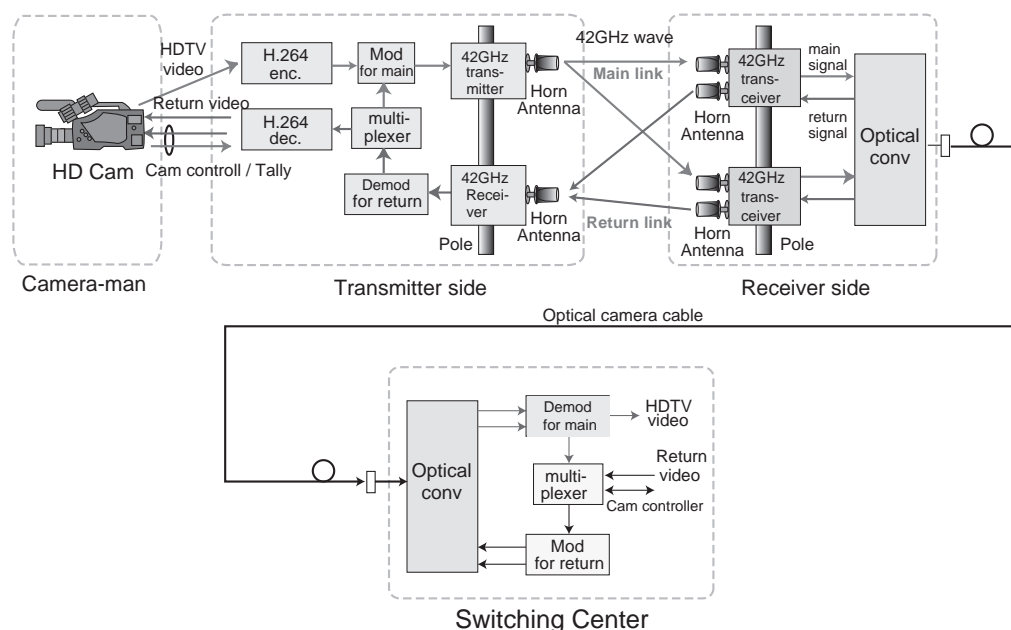 HDTV
video
Return video
Cam controll / Tally
HD Cam
Camera-man
H.264
enc.
Mod
for main
42GHz
trans-
mitter
Horn
Antenna
H.264
dec.
multi-
plexer
Demod
for return
42GHz
Recei-
ver
Horn
Antenna
Pole
Transmitter side
42GHz wave
Main link
Return link
Horn
Antenna
42GHz
trans-
ceiver
main
signal
return
signal
Optical
conv
42GHz
trans-
ceiver
Horn
Antenna
Pole
Receiver side
Optical camera cable
Optical
conv
Demod
for main
HDTV
video
multi-
plexer
Return
video
Cam controller
Mod
for return
Switching Center